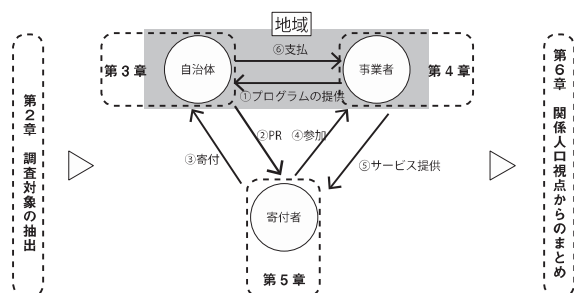 地域
第2章 調査対象の抽出
第3章
自治体
⑥支払
事業者
第4章
①プログラムの提供
②PR
④参加
③寄付
⑤サービス提供
寄付者
第5章
第6章 関係人口視点からのまとめ